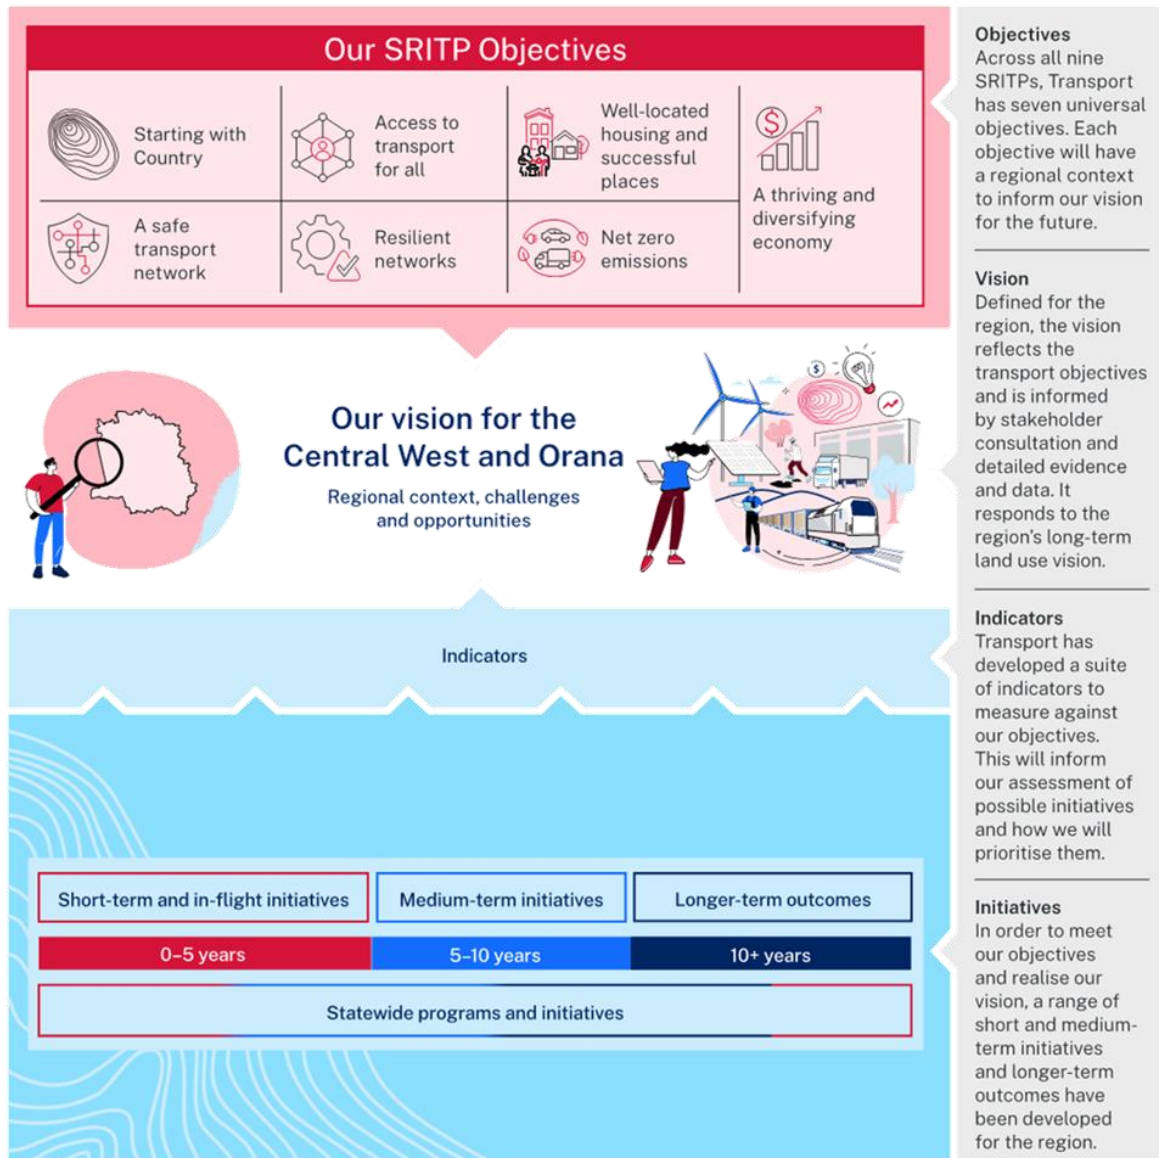 Our SRITP Objectives
Starting with
Country
Access to
transport
for all
Well-located
housing and
successful
places
A thriving and
diversifying
economy
A safe
transport
network
Resilient
networks
Net zero
emissions
Our vision for the
Central West and Orana
Regional context, challenges
and opportunities
Indicators
Short-term and in-flight initiatives
Medium-term initiatives
Longer-term outcomes
0–5 years
5–10 years
10+ years
Statewide programs and initiatives
Objectives
Across all nine
SRITPs, Transport
has seven universal
objectives. Each
objective will have
a regional context
to inform our vision
for the future.
Vision
Defined for the
region, the vision
reflects the
transport objectives
and is informed
by stakeholder
consultation and
detailed evidence
and data. It
responds to the
region's long-term
land use vision.
Indicators
Transport has
developed a suite
of indicators to
measure against
our objectives.
This will inform
our assessment of
possible initiatives
and how we will
prioritise them.
Initiatives
In order to meet
our objectives
and realise our
vision, a range of
short and medium-
term initiatives
and longer-term
outcomes have
been developed
for the region.